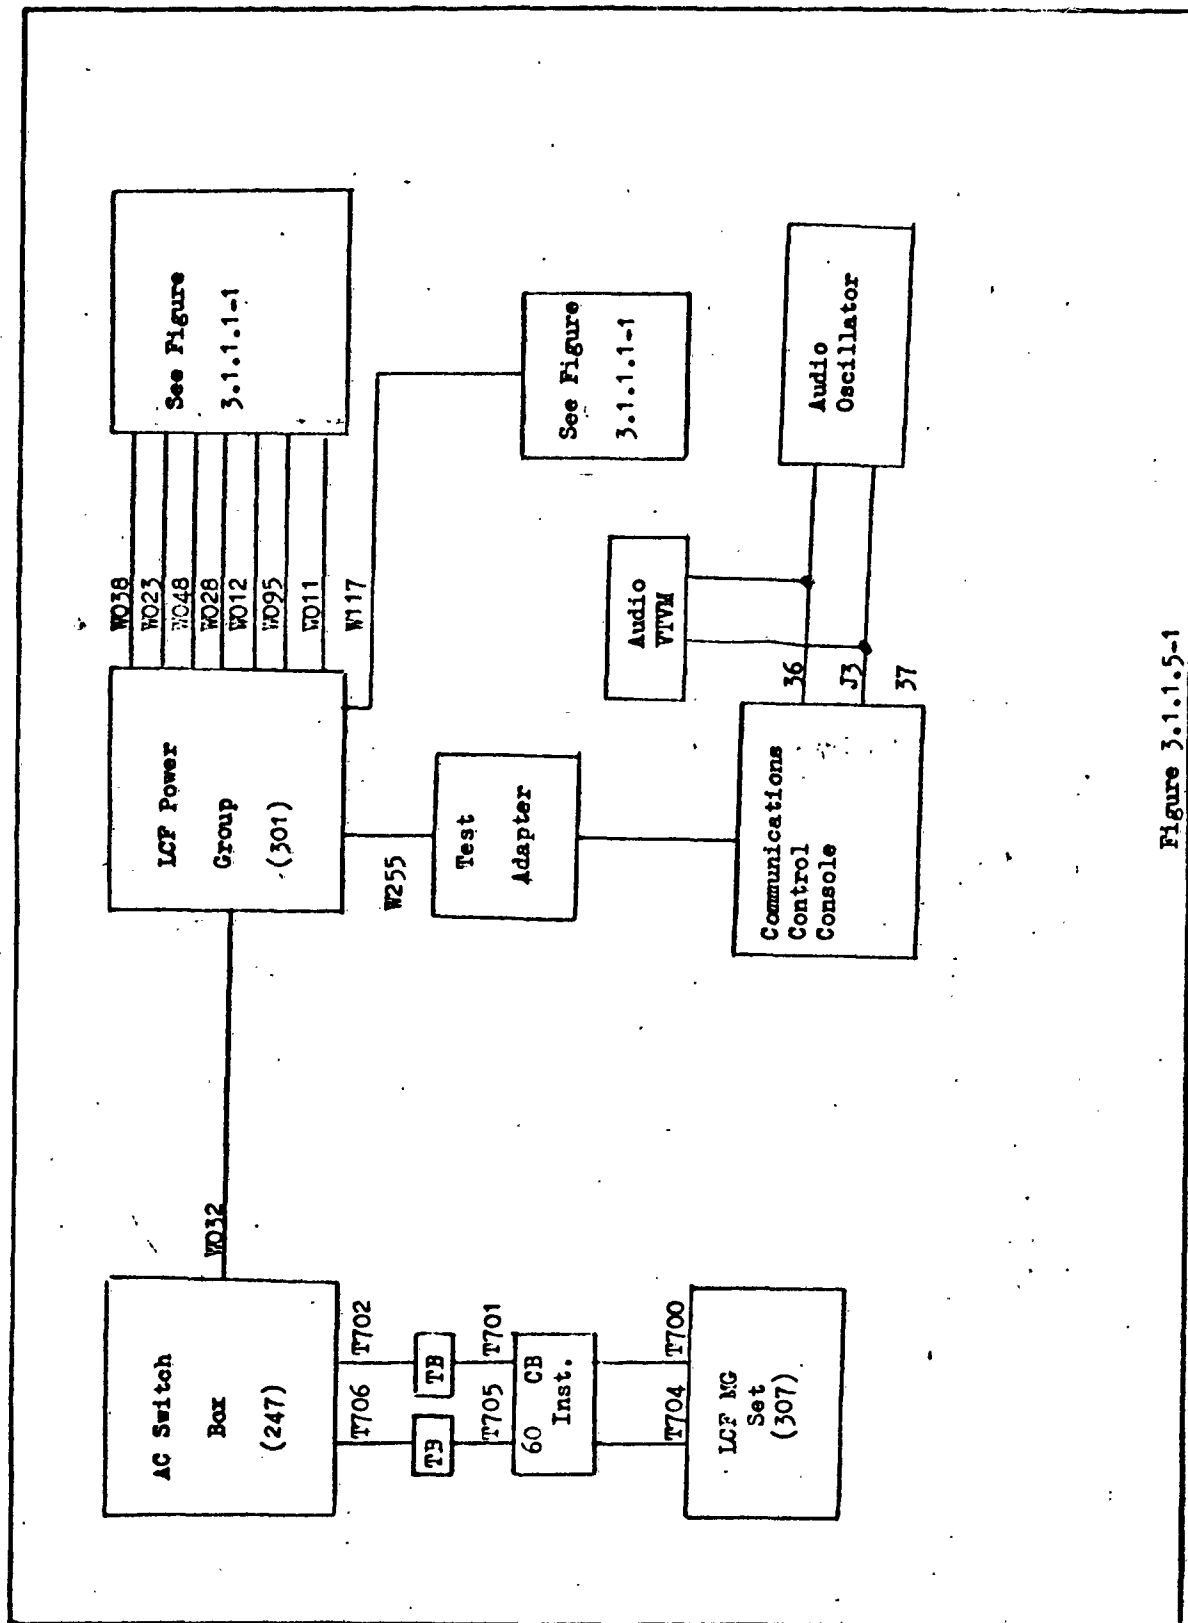 AC Switch
Box
(247)
W032
LCF Power
Group
(301)
W038
W023
W048
W028
W012
W095
W011
W117
See Figure
3.1.1.1-1
T706
T702
TB
TB
T705
T701
60 CB
Inst.
T704
T700
LCF MG
Set
(307)
W255
Test
Adapter
See Figure
3.1.1.1-1
Communications
Control
Console
36
J3
37
Audio
VTVM
Audio
Oscillator
Figure 3.1.1.5-1